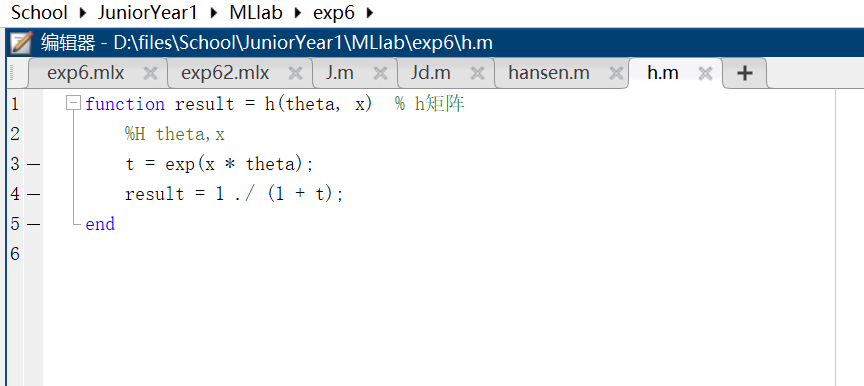 School ▸ JuniorYear1 ▸ MLlab ▸ exp6 ▸
编辑器 - D:\files\School\JuniorYear1\MLlab\exp6\h.m
exp6.mlx exp62.mlx J.m Jd.m hansen.m h.m
1 function result = h(theta, x) % h矩阵
2 %H theta,x
3 — t = exp(x * theta);
4 — result = 1 ./ (1 + t);
5 — end
6